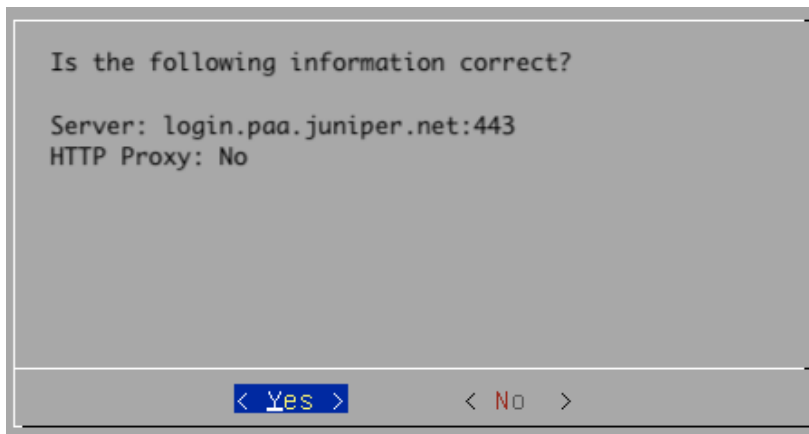 Is the following information correct?
Server: login.paa.juniper.net:443
HTTP Proxy: No
< Yes > < No >